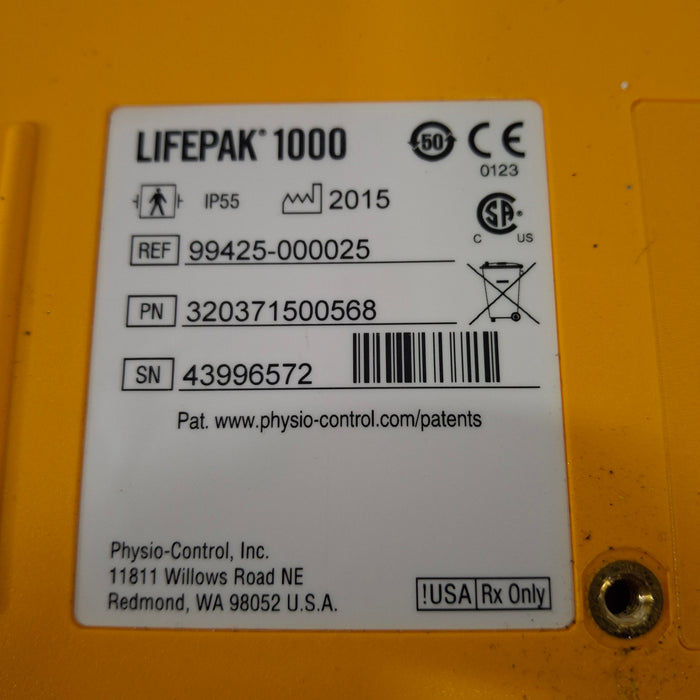 LIFEPAK® 1000
50 CE
0123
IP55 2015
CSA®
C US
REF 99425-000025
PN 320371500568
SN 43996572
Pat. www.physio-control.com/patents
Physio-Control, Inc.
11811 Willows Road NE
Redmond, WA 98052 U.S.A.
!USA Rx Only